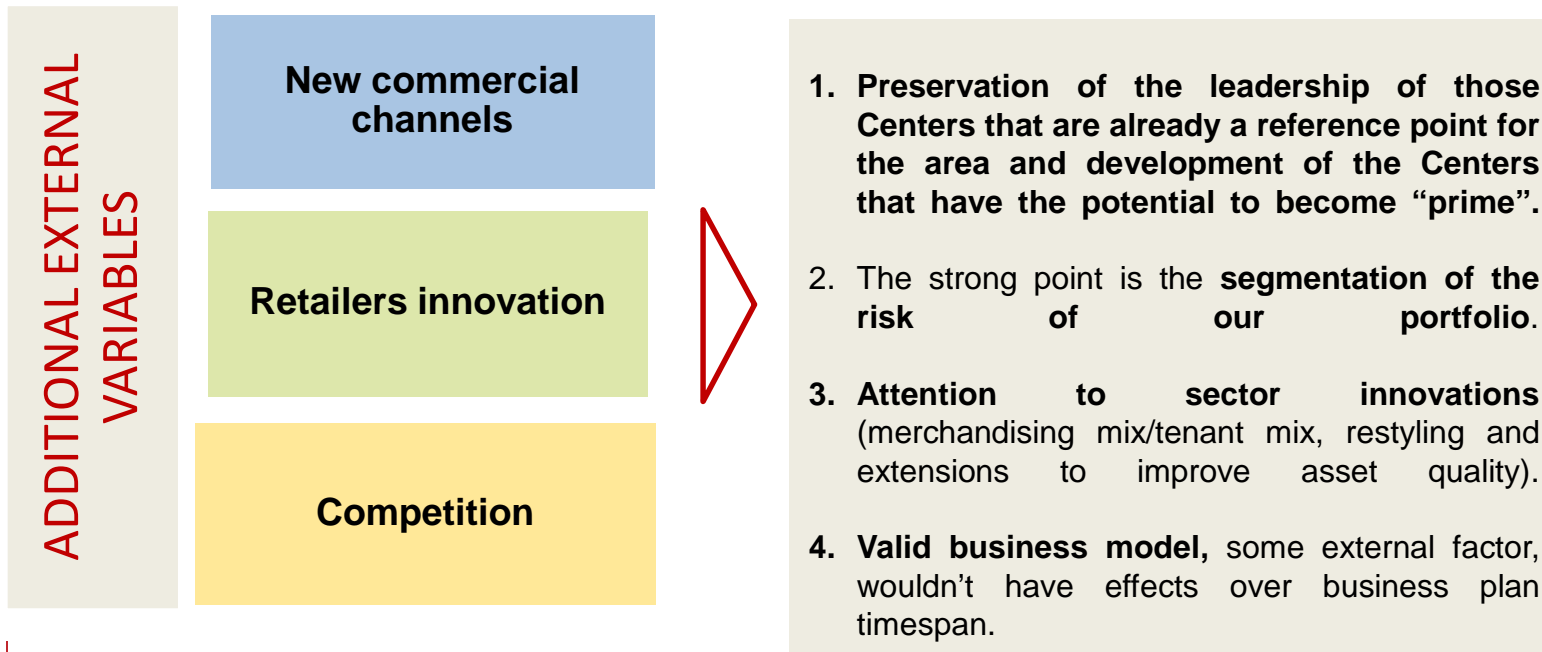 ADDITIONAL EXTERNAL
VARIABLES
New commercial
channels
Retailers innovation
Competition
1. Preservation of the leadership of those
Centers that are already a reference point for
the area and development of the Centers
that have the potential to become “prime”.
2. The strong point is the segmentation of the
risk of our portfolio.
3. Attention to sector innovations
(merchandising mix/tenant mix, restyling and
extensions to improve asset quality).
4. Valid business model, some external factor,
wouldn’t have effects over business plan
timespan.